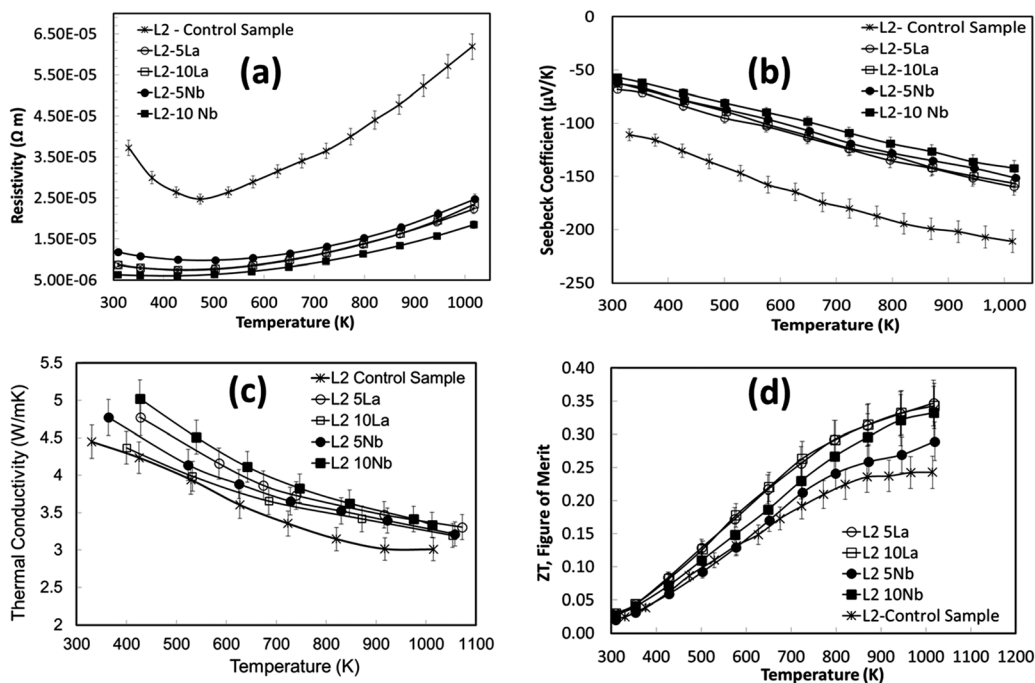 (a)
L2 - Control Sample
L2-5La
L2-10La
L2-5Nb
L2-10 Nb
Resistivity (Ω m)
6.50E-05
5.50E-05
4.50E-05
3.50E-05
2.50E-05
1.50E-05
5.00E-06
300 400 500 600 700 800 900 1000
Temperature (K)
(b)
L2- Control Sample
L2-5La
L2-10La
L2-5Nb
L2-10 Nb
Seebeck Coefficient (µV/K)
0
-50
-100
-150
-200
-250
300 400 500 600 700 800 900 1,000
Temperature (K)
(c)
L2 Control Sample
L2 5La
L2 10La
L2 5Nb
L2 10Nb
Thermal Conductivity (W/mK)
5.5
5
4.5
4
3.5
3
2.5
2
300 400 500 600 700 800 900 1000 1100
Temperature (K)
(d)
ZT, Figure of Merit
0.40
0.35
0.30
0.25
0.20
0.15
0.10
0.05
0.00
L2 5La
L2 10La
L2 5Nb
L2 10Nb
L2-Control Sample
300 400 500 600 700 800 900 1000 1100 1200
Temperature (K)